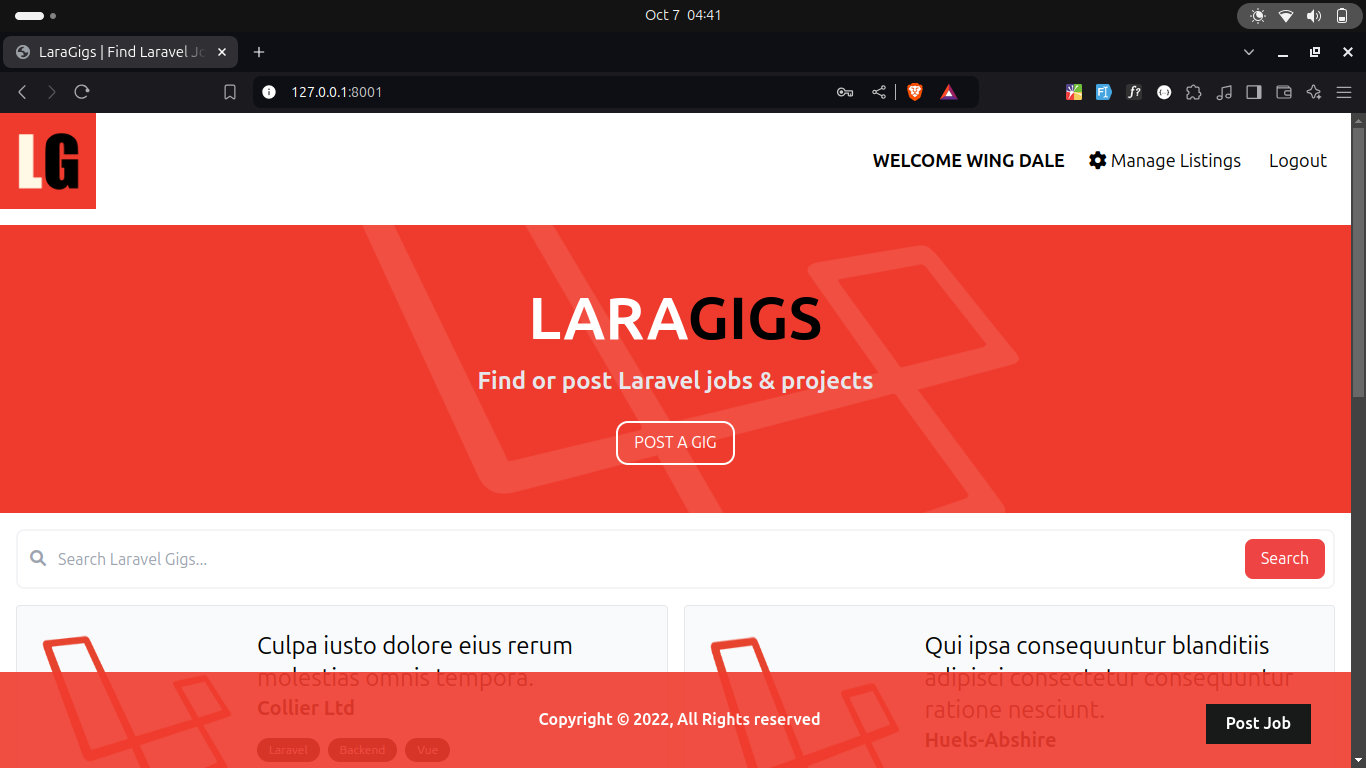 Oct 7 04:41
LaraGigs | Find Laravel Jo
127.0.0.1:8001
LG
WELCOME WING DALE
Manage Listings
Logout
LARAGIGS
Find or post Laravel jobs & projects
POST A GIG
Search Laravel Gigs...
Search
Culpa iusto dolore eius rerum
molestias omnis tempora.
Collier Ltd
Laravel
Backend
Vue
Qui ipsa consequuntur blanditiis
adipisci consectetur consequuntur
ratione nesciunt.
Huels-Abshire
Copyright © 2022, All Rights reserved
Post Job